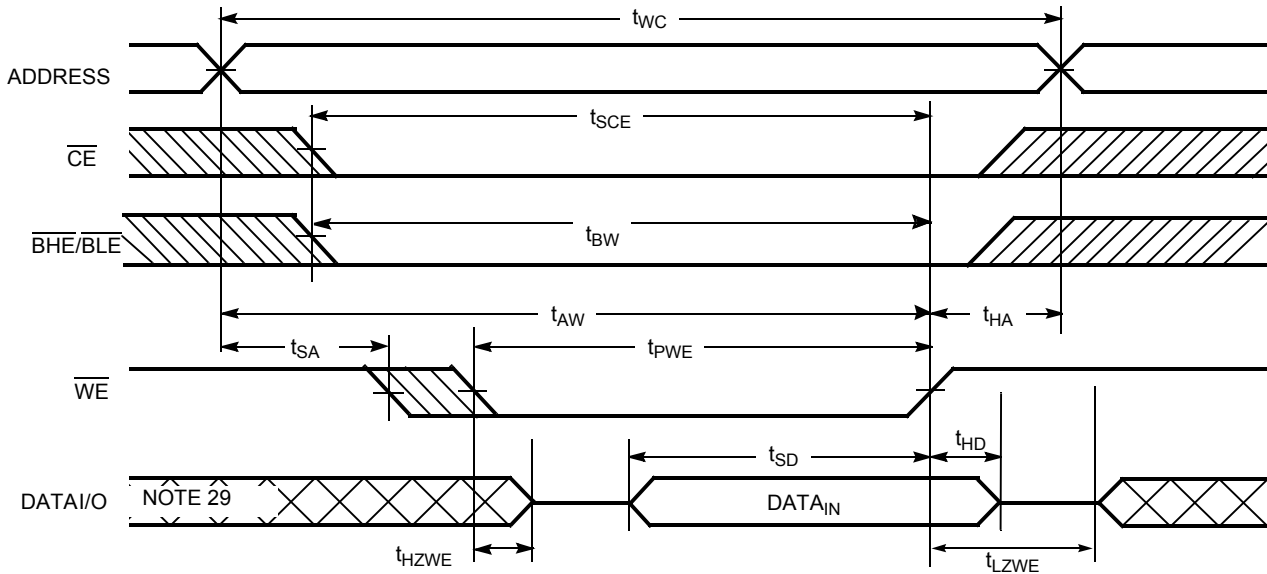 tWC
ADDRESS
tSCE
CE
tBW
BHE/BLE
tAW
tHA
tSA
tPWE
WE
tSD
tHD
DATAI/O
NOTE 29
DATAIN
tHZWE
tLZWE